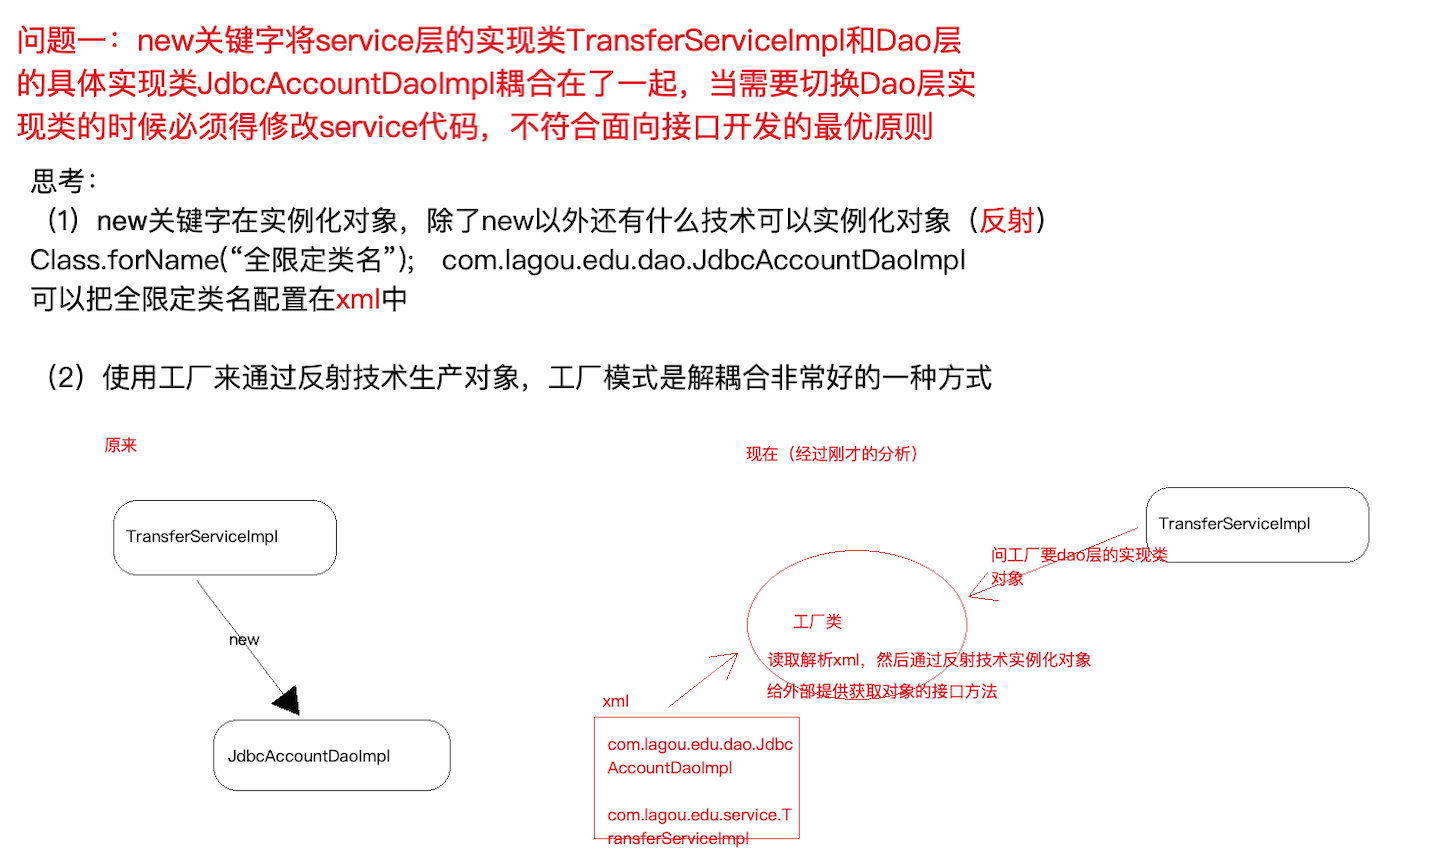 问题一：new关键字将service层的实现类TransferServiceImpl和Dao层
的具体实现类JdbcAccountDaoImpl耦合在了一起，当需要切换Dao层实
现类的时候必须得修改service代码，不符合面向接口开发的最优原则
思考：
（1）new关键字在实例化对象，除了new以外还有什么技术可以实例化对象（反射）
Class.forName(“全限定类名”); com.lagou.edu.dao.JdbcAccountDaoImpl
可以把全限定类名配置在xml中
（2）使用工厂来通过反射技术生产对象，工厂模式是解耦合非常好的一种方式
原来
TransferServiceImpl
new
JdbcAccountDaoImpl
现在（经过刚才的分析）
TransferServiceImpl
问工厂要dao层的实现类
对象
工厂类
读取解析xml，然后通过反射技术实例化对象
给外部提供获取对象的接口方法
xml
com.lagou.edu.dao.Jdbc
AccountDaoImpl
com.lagou.edu.service.T
ransferServiceImpl